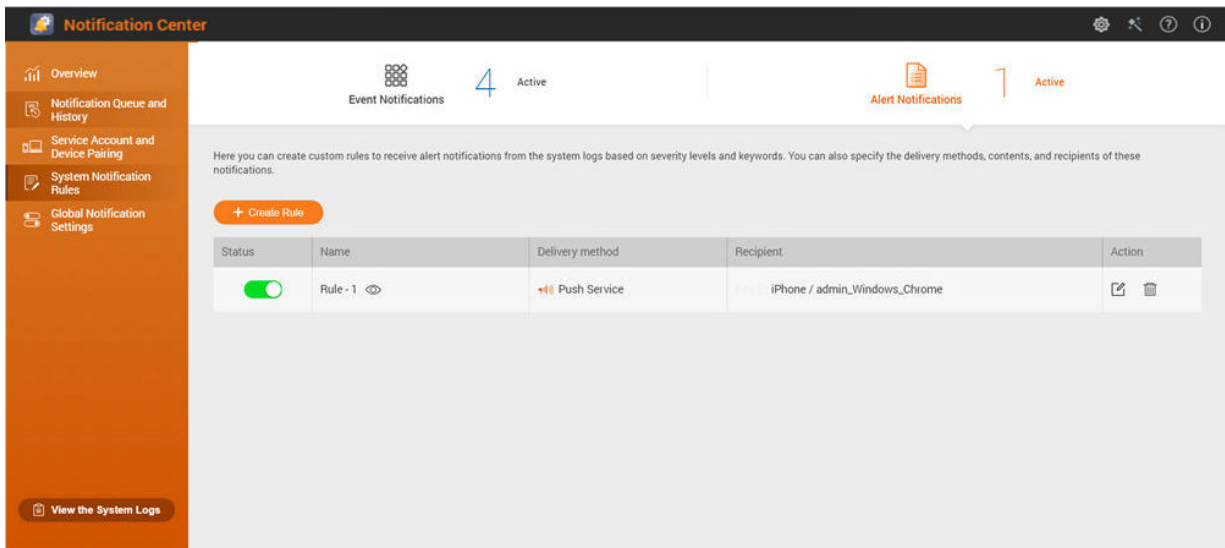 Notification Center
Overview
Notification Queue and
History
Service Account and
Device Pairing
System Notification
Rules
Global Notification
Settings
View the System Logs
Event Notifications
4
Active
Alert Notifications
1
Active
Here you can create custom rules to receive alert notifications from the system logs based on severity levels and keywords. You can also specify the delivery methods, contents, and recipients of these
notifications.
+ Create Rule
Status Name Delivery method Recipient Action
Rule - 1 Push Service iPhone / admin_Windows_Chrome